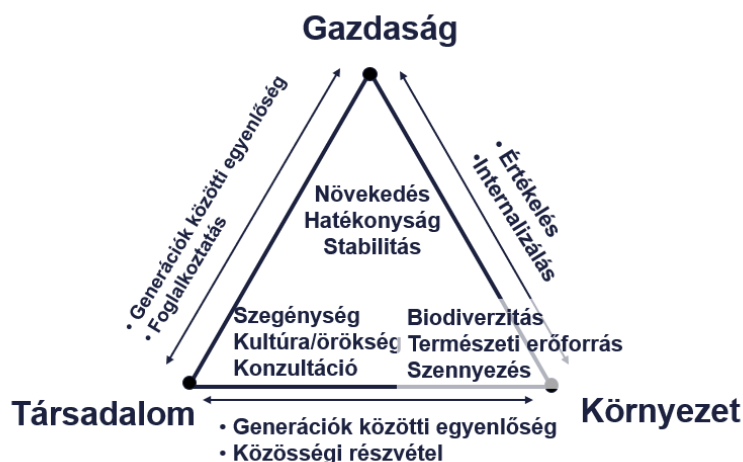 Gazdaság
• Generációk közötti egyenlőség
• Foglalkoztatás
• Értékelés
• Internalizálás
Növekedés
Hatékonyság
Stabilitás
Szegénység
Kultúra/örökség
Konzultáció
Biodiverzitás
Természeti erőforrás
Szennyezés
Társadalom
Környezet
• Generációk közötti egyenlőség
• Közösségi részvétel